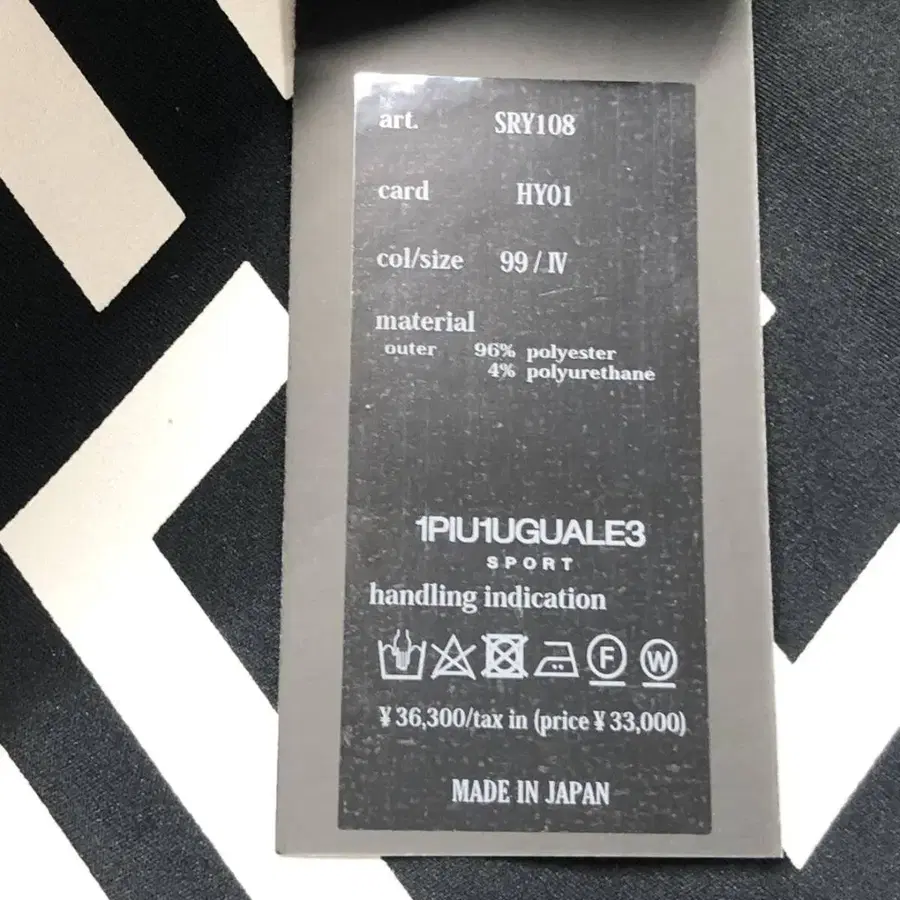 art. SRY108
card HY01
col/size 99 / IV
material
outer 96% polyester
4% polyurethane
1PIU1UGUALE3
SPORT
handling indication
F W
¥36,300/tax in (price ¥33,000)
MADE IN JAPAN